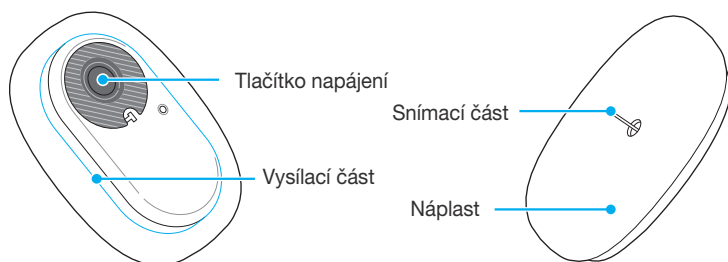 Tlačítko napájení
Vysílací část
Snímací část
Náplast